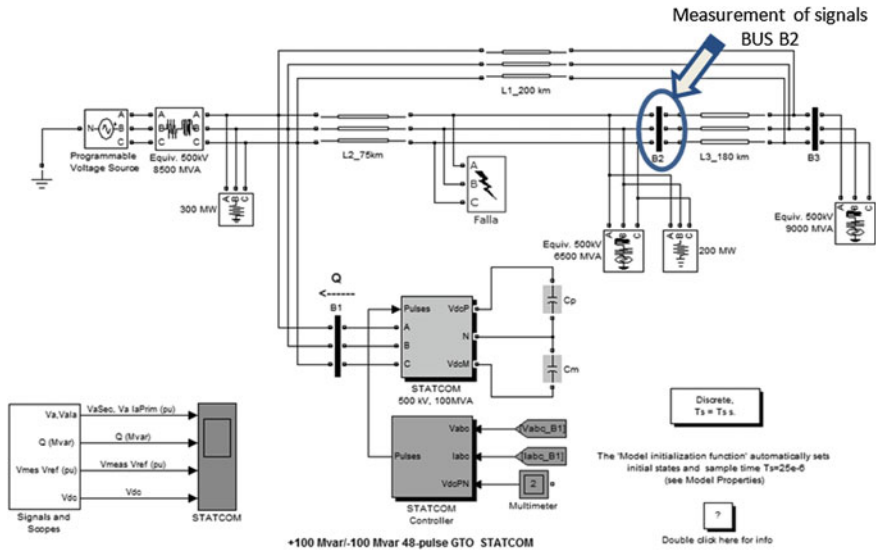 Measurement of signals
BUS B2
L1_200 km
N
A
B
C
A
B
C
A
B
C
Programmable
Voltage Source
Equiv. 500kV
8500 MVA
L2_75km
A
B
C
Falla
B2
L3_180 km
B3
A B C
300 MW
A B C
Equiv. 500kV
6500 MVA
A B C
200 MW
A B C
Equiv. 500kV
9000 MVA
Q
<------
B1
Pulses
A
B
C
VdcP
N
VdcM
Cp
Cm
STATCOM
500 kV, 100MVA
Va,VaIa
Q (Mvar)
Vmes Vref (pu)
Vdc
VaSec, Va IaPrim (pu)
Q (Mvar)
Vmeas Vref (pu)
Vdc
Signals and
Scopes
STATCOM
Pulses
Vabc
Iabc
VdcPN
[Vabc_B1]
[Iabc_B1]
2
Multimeter
STATCOM
Controller
Discrete,
Ts = Ts s.
The 'Model initialization function' automatically sets
initial states and sample time Ts=25e-6
(see Model Properties)
?
Double click here for info
+100 Mvar/-100 Mvar 48-pulse GTO STATCOM